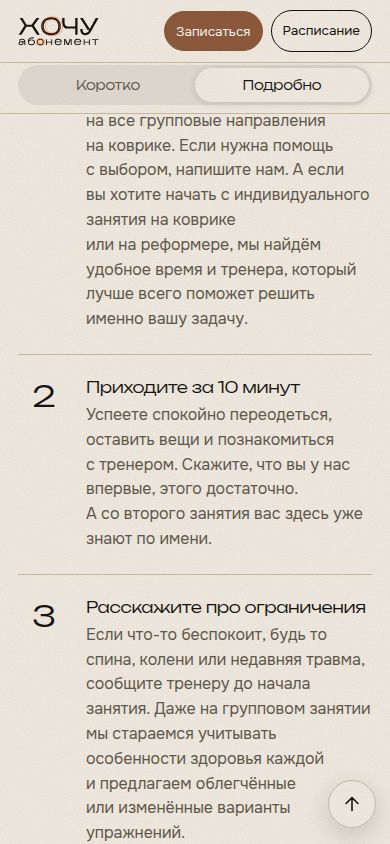 ХОЧУ
абонемент
Записаться
Расписание
Коротко
Подробно
на все групповые направления
на коврике. Если нужна помощь
с выбором, напишите нам. А если
вы хотите начать с индивидуального
занятия на коврике
или на реформере, мы найдём
удобное время и тренера, который
лучше всего поможет решить
именно вашу задачу.
2
Приходите за 10 минут
Успеете спокойно переодеться,
оставить вещи и познакомиться
с тренером. Скажите, что вы у нас
впервые, этого достаточно.
А со второго занятия вас здесь уже
знают по имени.
3
Расскажите про ограничения
Если что-то беспокоит, будь то
спина, колени или недавняя травма,
сообщите тренеру до начала
занятия. Даже на групповом занятии
мы стараемся учитывать
особенности здоровья каждой
и предлагаем облегчённые
или изменённые варианты
упражнений.